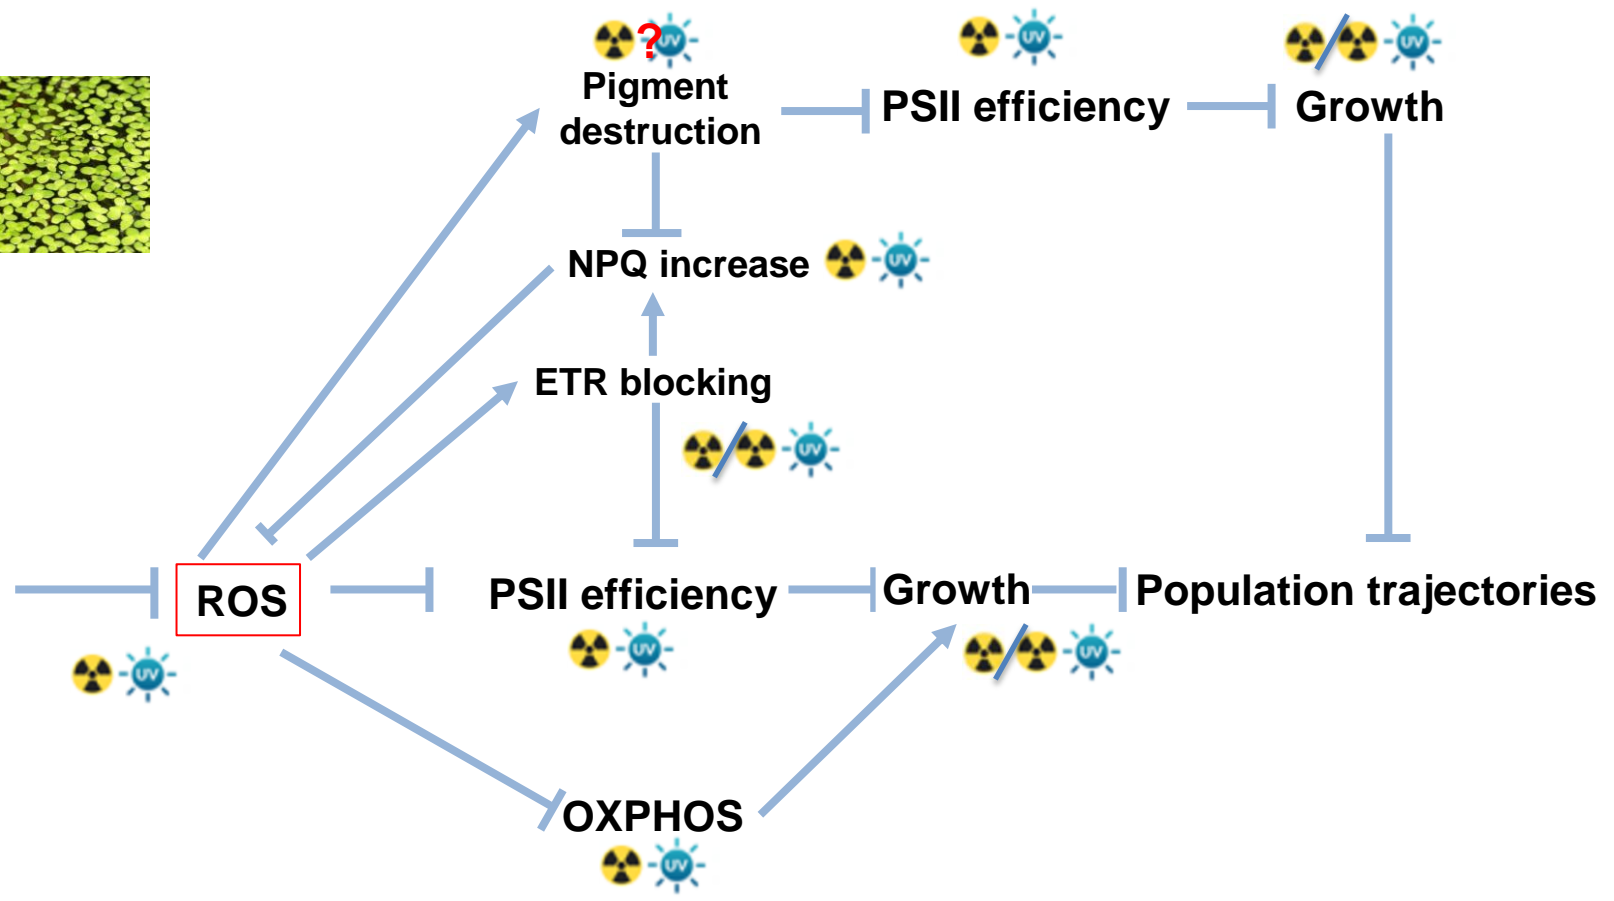 ?
UV
UV
UV
Pigment
destruction
PSII efficiency
Growth
NPQ increase
UV
ETR blocking
UV
ROS
PSII efficiency
Growth
Population trajectories
UV
UV
UV
OXPHOS
UV